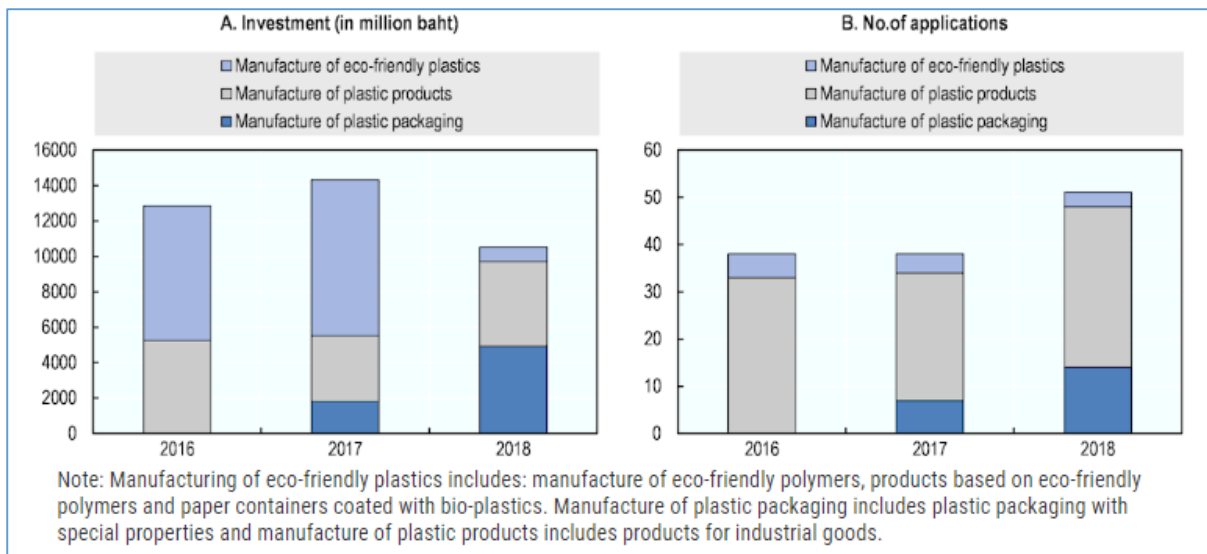 A. Investment (in million baht)
Manufacture of eco-friendly plastics
Manufacture of plastic products
Manufacture of plastic packaging
16000
14000
12000
10000
8000
6000
4000
2000
0
2016 2017 2018
B. No.of applications
Manufacture of eco-friendly plastics
Manufacture of plastic products
Manufacture of plastic packaging
60
50
40
30
20
10
0
2016 2017 2018
Note: Manufacturing of eco-friendly plastics includes: manufacture of eco-friendly polymers, products based on eco-friendly
polymers and paper containers coated with bio-plastics. Manufacture of plastic packaging includes plastic packaging with
special properties and manufacture of plastic products includes products for industrial goods.